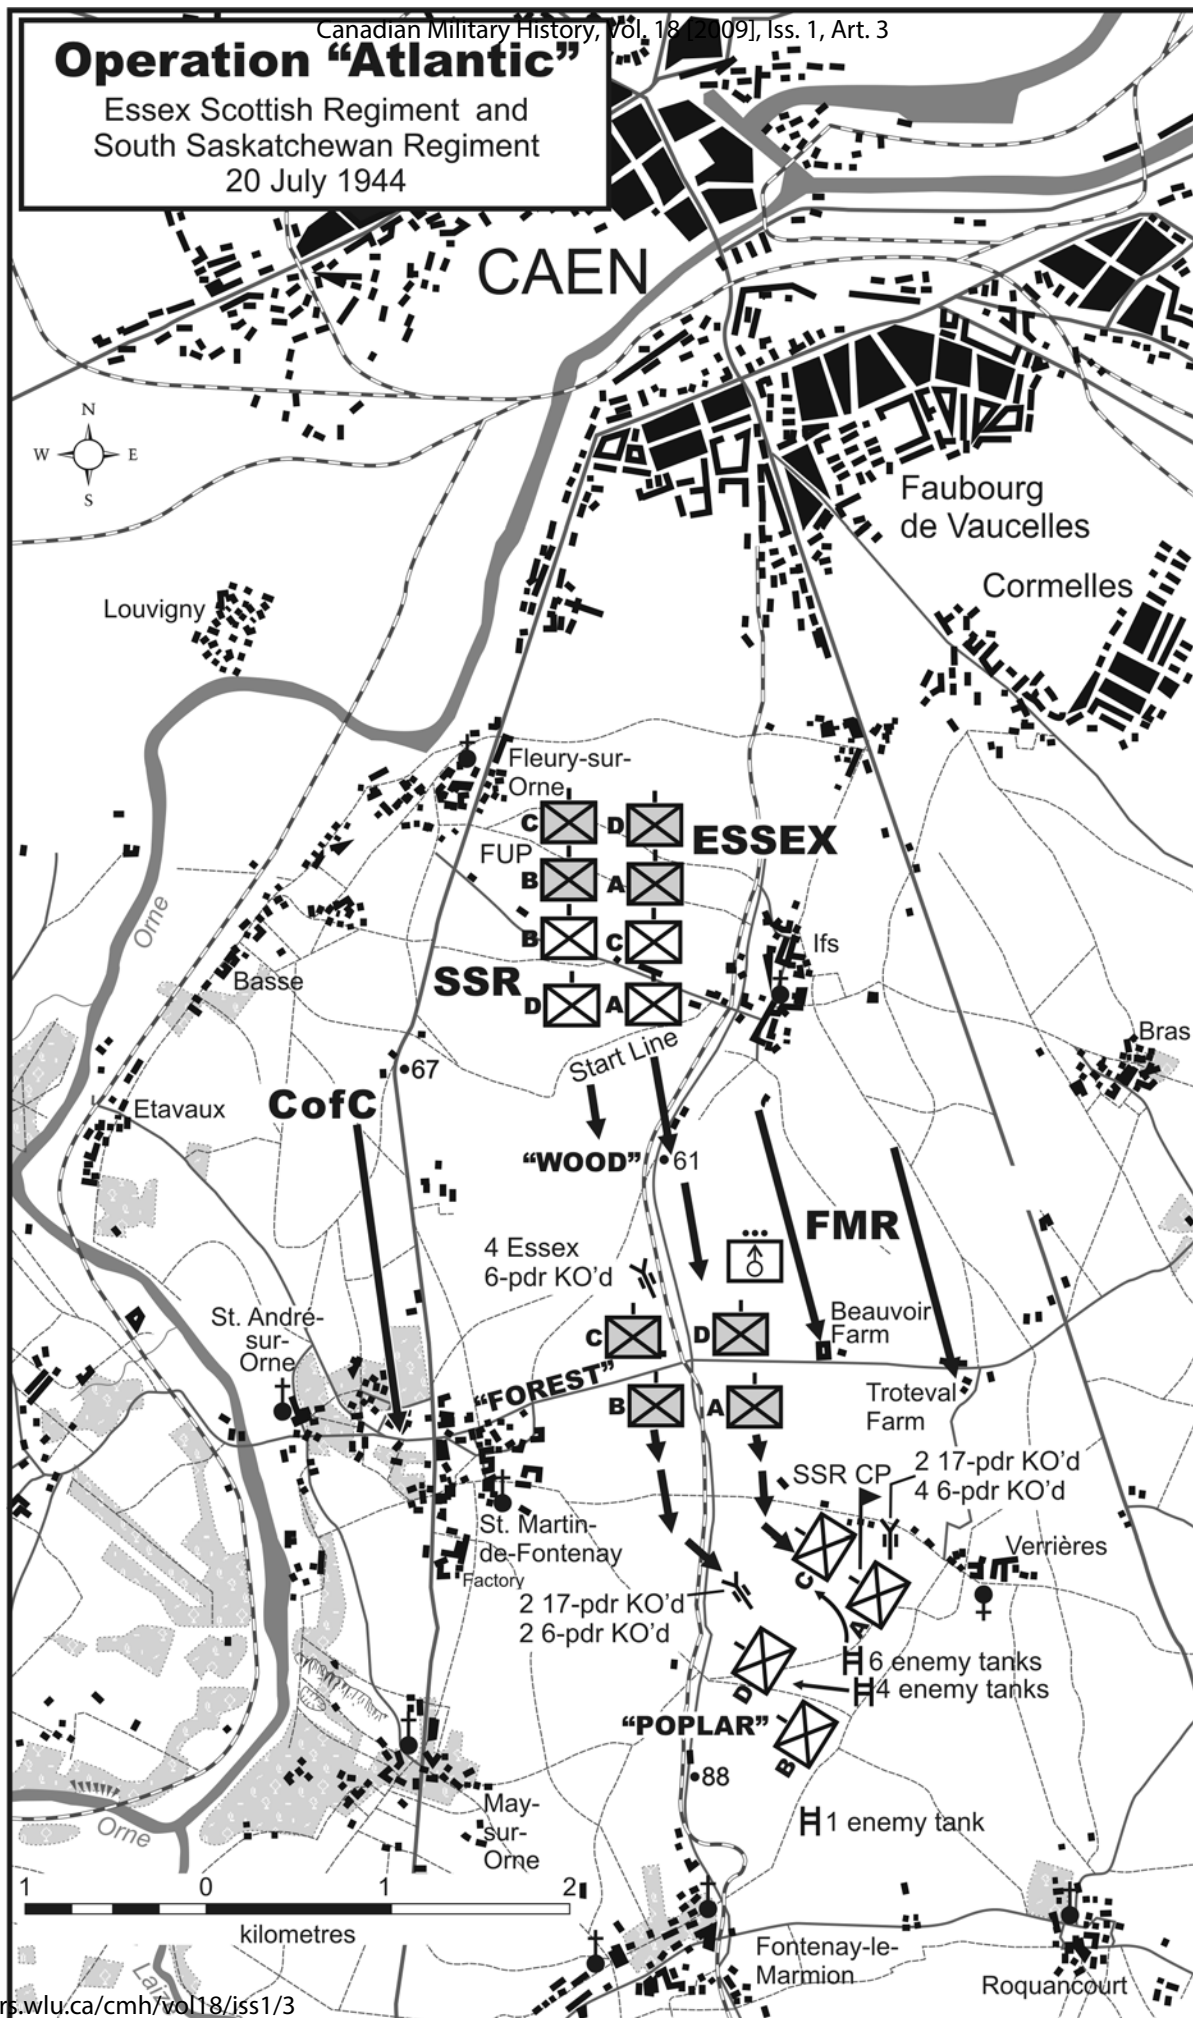 Canadian Military History, Vol. 18 [2009], Iss. 1, Art. 3
Operation “Atlantic”
Essex Scottish Regiment and
South Saskatchewan Regiment
20 July 1944
CAEN
N
W E
S
Faubourg
de Vaucelles
Cormelles
Louvigny
Fleury-sur-
Orne
C D ESSEX
FUP
B A
B C
SSR
D A
Ifs
Orne
Basse
Start Line
Bras
67
CofC
Etavaux
“WOOD” 61
FMR
4 Essex
6-pdr KO’d
St. André-
sur-
Orne
C D
Beauvoir
Farm
“FOREST”
B A
Troteval
Farm
SSR CP
2 17-pdr KO’d
4 6-pdr KO’d
St. Martin-
de-Fontenay
Factory
Verrières
C
A
2 17-pdr KO’d
2 6-pdr KO’d
6 enemy tanks
4 enemy tanks
D
“POPLAR”
B
88
1 enemy tank
May-
sur-
Orne
Orne
1 0 1 2
kilometres
Fontenay-le-
Marmion
Roquancourt
rs.wlu.ca/cmh/vol18/iss1/3